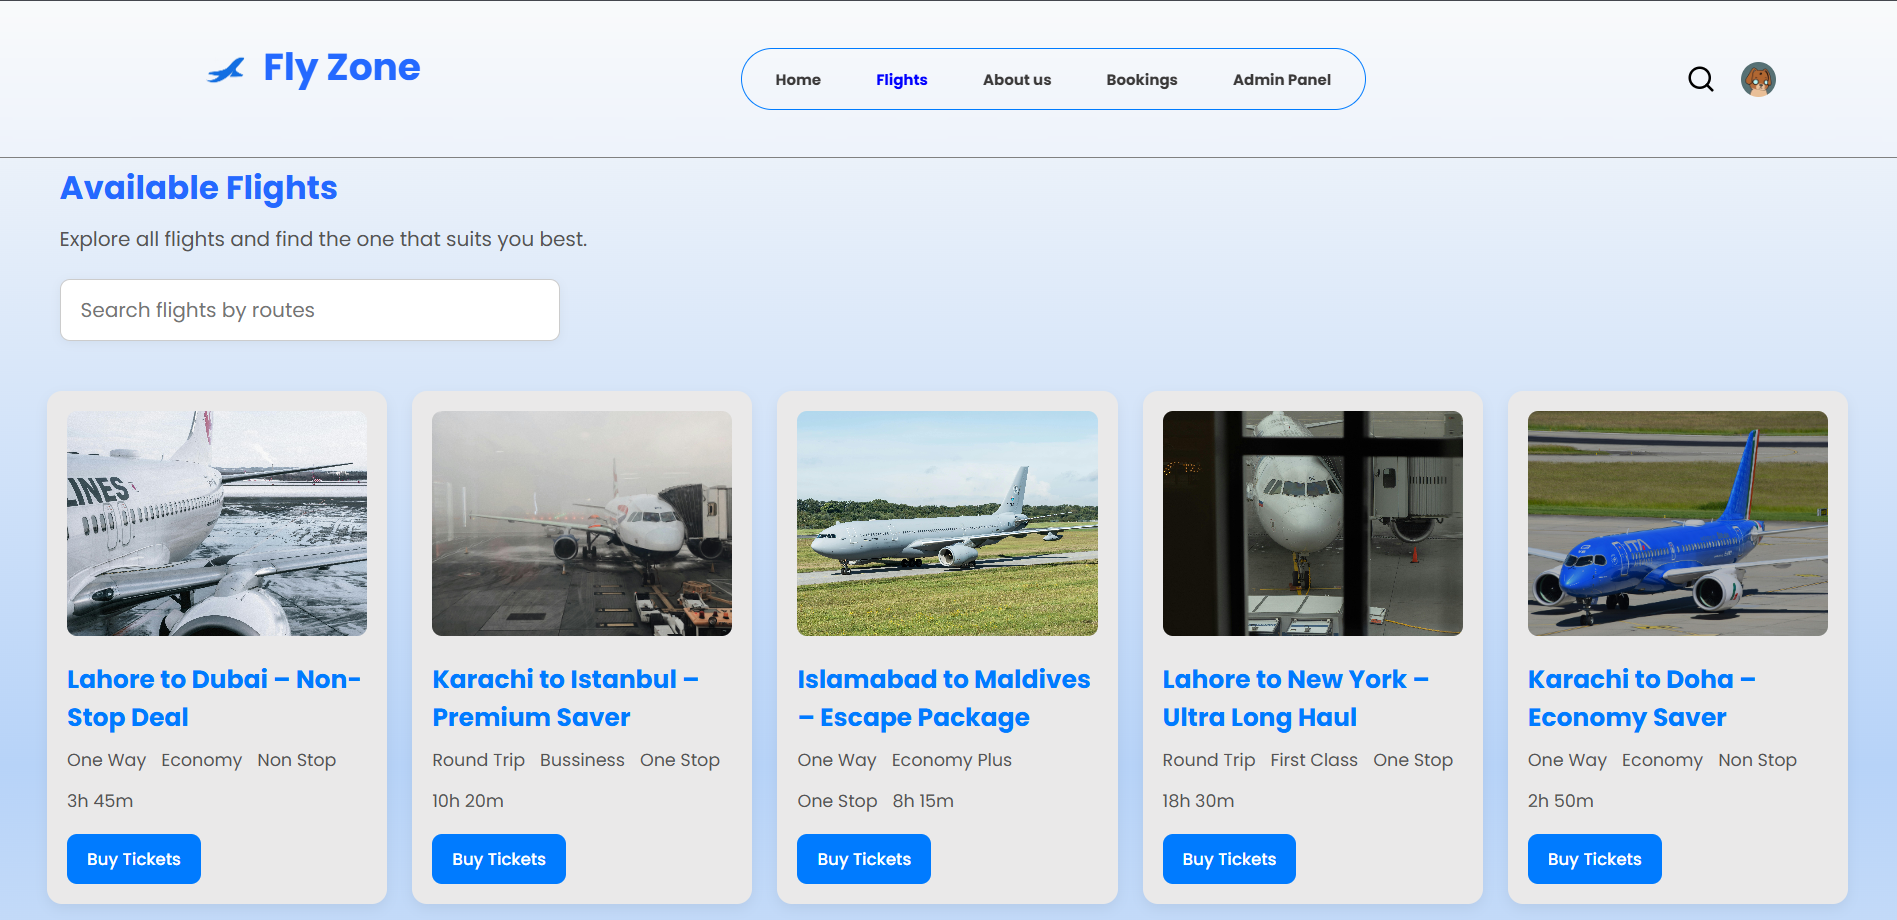 Fly Zone
Home Flights About us Bookings Admin Panel
Available Flights
Explore all flights and find the one that suits you best.
Search flights by routes
LINES
Lahore to Dubai – Non-
Stop Deal
One Way Economy Non Stop
3h 45m
Buy Tickets
Karachi to Istanbul –
Premium Saver
Round Trip Bussiness One Stop
10h 20m
Buy Tickets
Islamabad to Maldives
– Escape Package
One Way Economy Plus
One Stop 8h 15m
Buy Tickets
Lahore to New York –
Ultra Long Haul
Round Trip First Class One Stop
18h 30m
Buy Tickets
ITA
Karachi to Doha –
Economy Saver
One Way Economy Non Stop
2h 50m
Buy Tickets